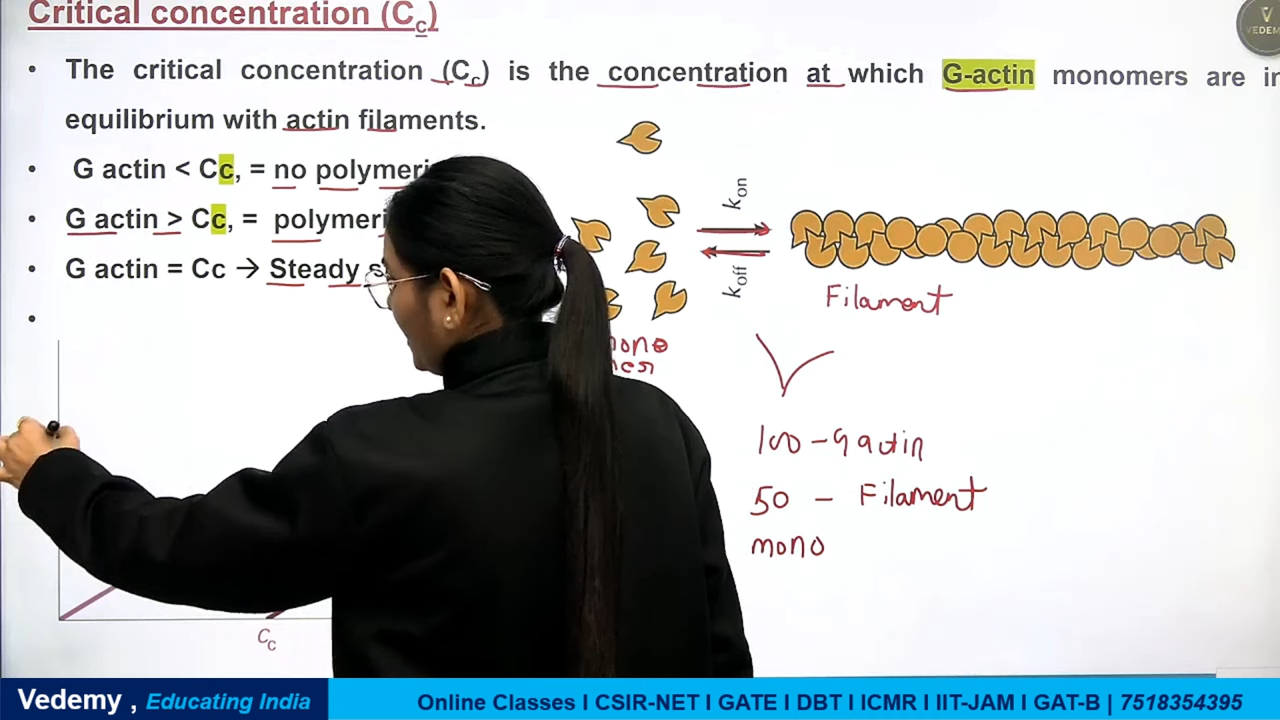 Critical concentration (Cc)
• The critical concentration (Cc) is the concentration at which G-actin monomers are in
equilibrium with actin filaments.
• G actin < Cc, = no polymeri
• G actin > Cc, = polymeri
• G actin = Cc → Steady s
•
kon
koff
Filament
100 - G actin
50 - Filament
mono
Cc
V
VEDEM
Vedemy , Educating India
Online Classes I CSIR-NET I GATE I DBT I ICMR I IIT-JAM I GAT-B | 7518354395